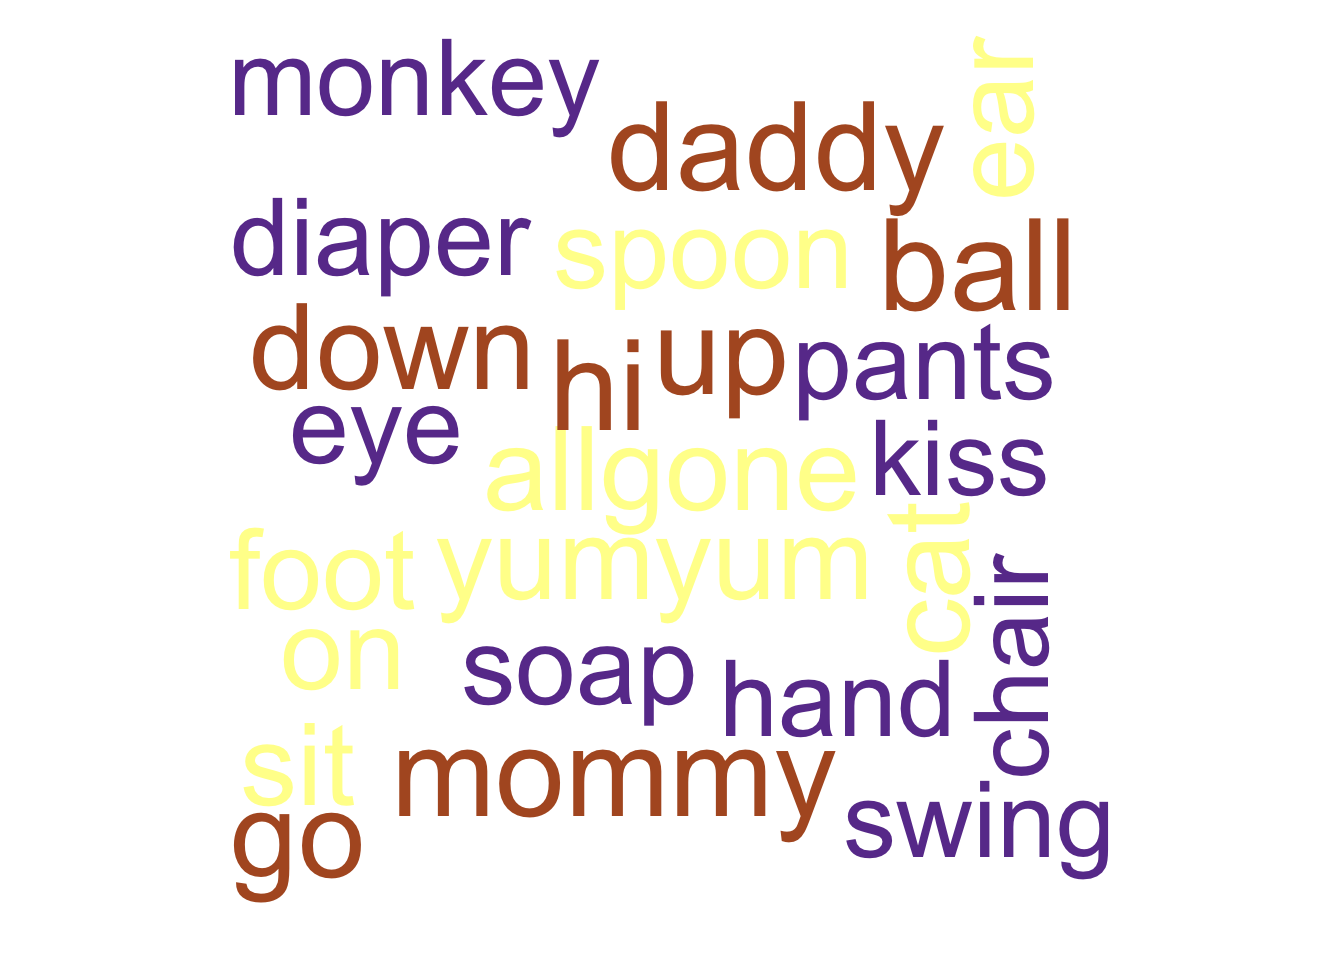 monkey
daddy
ear
diaper
spoon
ball
down
hi
up
pants
eye
allgone
kiss
foot
yumyum
cat
chair
on
soap
hand
sit
mommy
go
swing